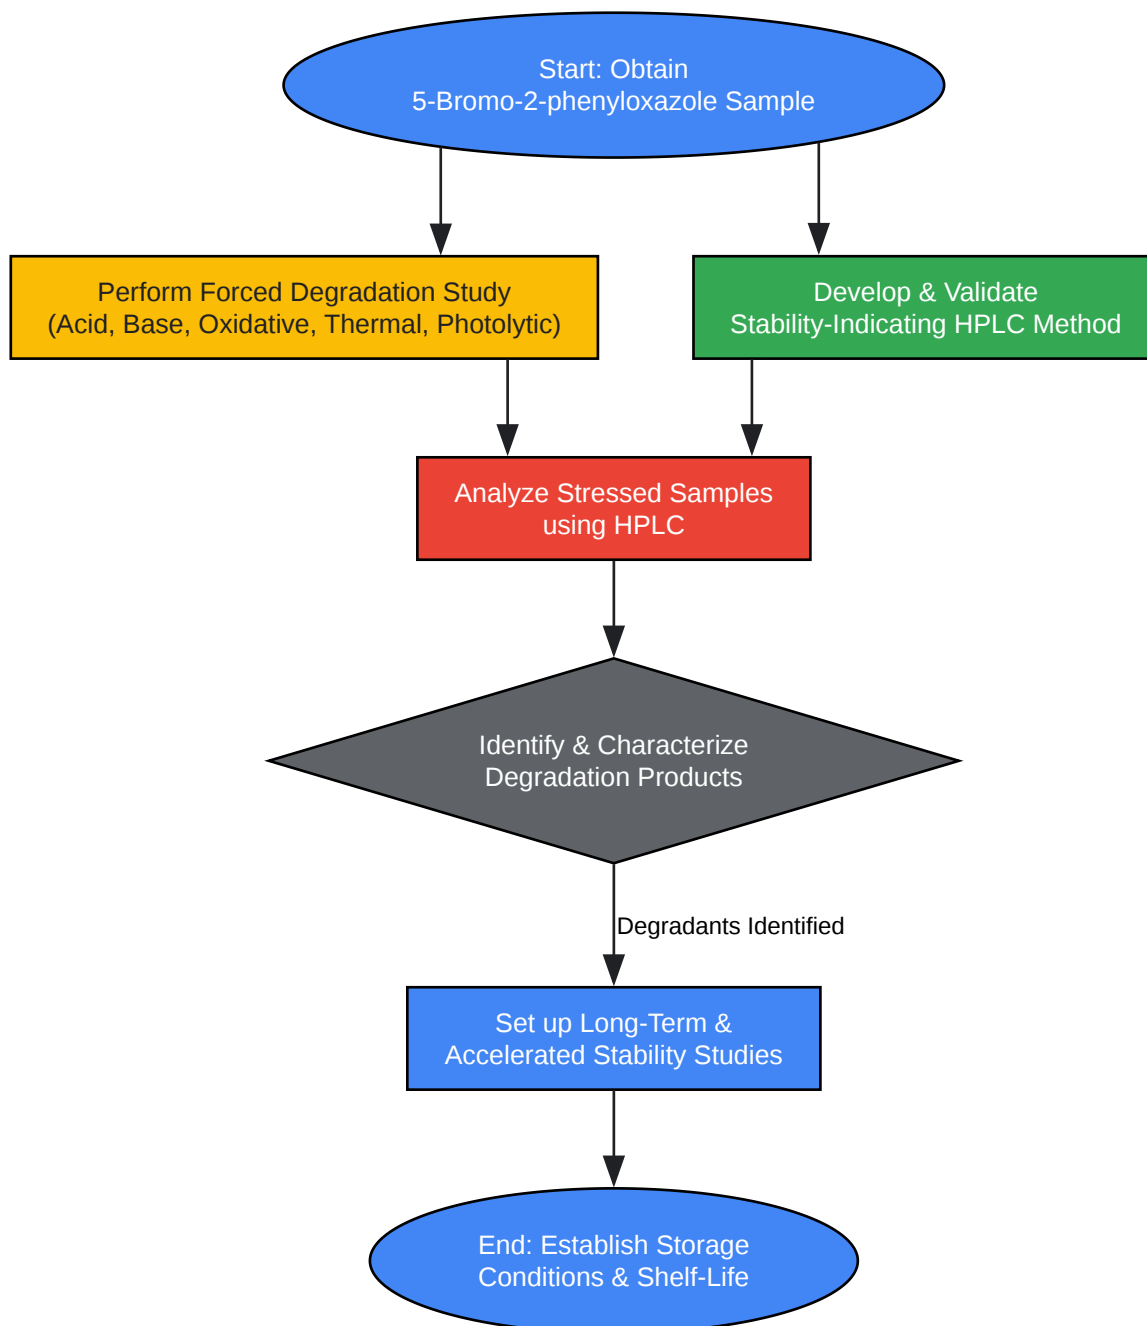 Start: Obtain
5-Bromo-2-phenyloxazole Sample
Perform Forced Degradation Study
(Acid, Base, Oxidative, Thermal, Photolytic)
Develop & Validate
Stability-Indicating HPLC Method
Analyze Stressed Samples
using HPLC
Identify & Characterize
Degradation Products
Degradants Identified
Set up Long-Term &
Accelerated Stability Studies
End: Establish Storage
Conditions & Shelf-Life